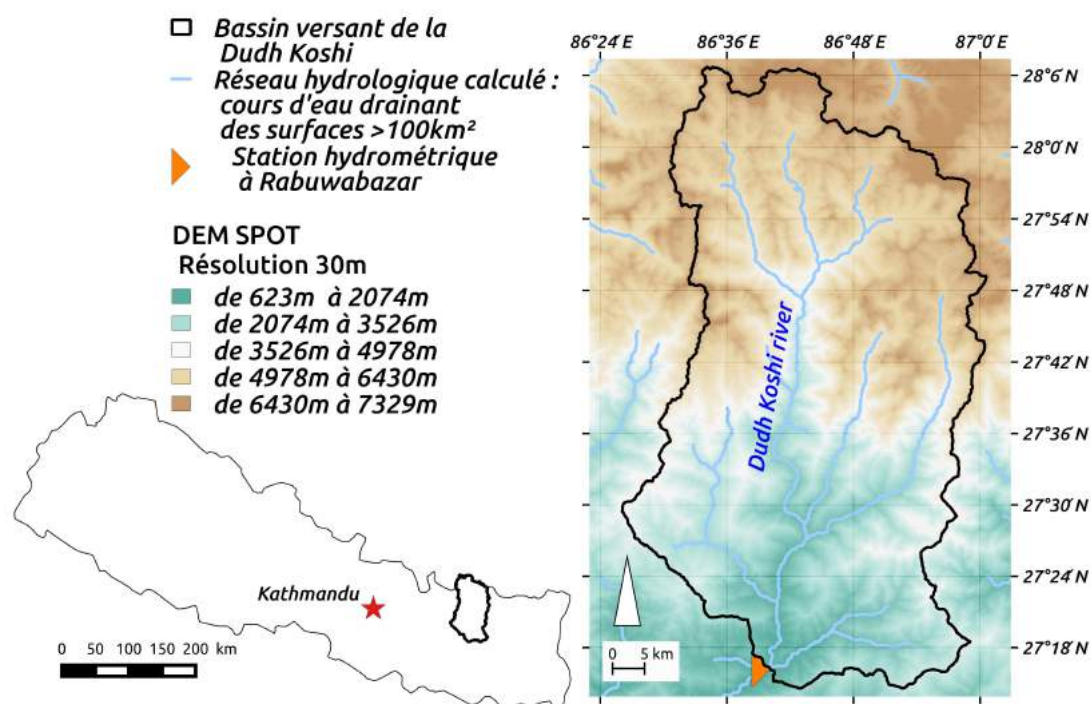 Bassin versant de la
Dudh Koshi
Réseau hydrologique calculé :
cours d'eau drainant
des surfaces >100km²
Station hydrométrique
à Rabuwabazar
DEM SPOT
Résolution 30m
de 623m à 2074m
de 2074m à 3526m
de 3526m à 4978m
de 4978m à 6430m
de 6430m à 7329m
Kathmandu
0 50 100 150 200 km
86°24′E 86°36′E 86°48′E 87°0′E
28°6′N
28°0′N
27°54′N
27°48′N
27°42′N
27°36′N
27°30′N
27°24′N
27°18′N
Dudh Koshi river
0 5 km